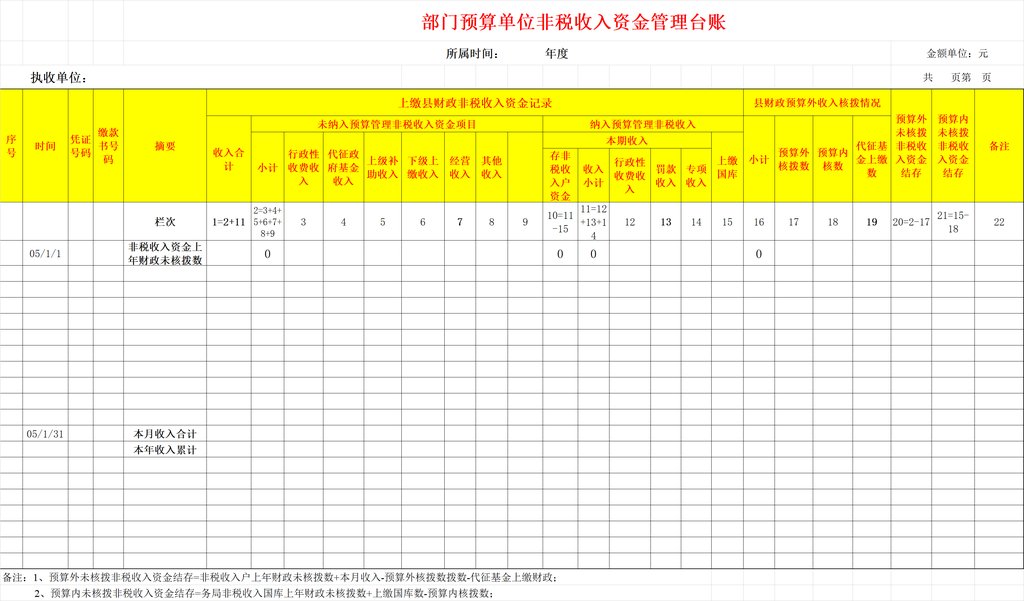 部门预算单位非税收入资金管理台账
所属时间： 年度 金额单位：元
执收单位： 共 页第 页
上缴县财政非税收入资金记录 县财政预算外收入核拨情况
未纳入预算管理非税收入资金项目 纳入预算管理非税收入
本期收入
序号 时间 凭证号码 缴款书号码 摘要 收入合计 小计 行政性收费收入 代征政府基金收入 上级补助收入 下级上缴收入 经营收入 其他收入 存非税收入户资金 收入小计 行政性收费收入 罚款收入 专项收入 上缴国库 小计 预算外核拨数 预算内核数 代征基金上缴数 预算外未核拨非税收入资金结存 预算内未核拨非税收入资金结存 备注
栏次 1=2+11 2=3+4+5+6+7+8+9 3 4 5 6 7 8 9 10=11-15 11=12+13+14 12 13 14 15 16 17 18 19 20=2-17 21=15-18 22
05/1/1 非税收入资金上年财政未核拨数 0 0 0 0
05/1/31 本月收入合计
本年收入累计
备注：1、预算外未核拨非税收入资金结存=非税收入户上年财政未核拨数+本月收入-预算外核拨数拨数-代征基金上缴财政；
2、预算内未核拨非税收入资金结存=务局非税收入国库上年财政未核拨数+上缴国库数-预算内核拨数；